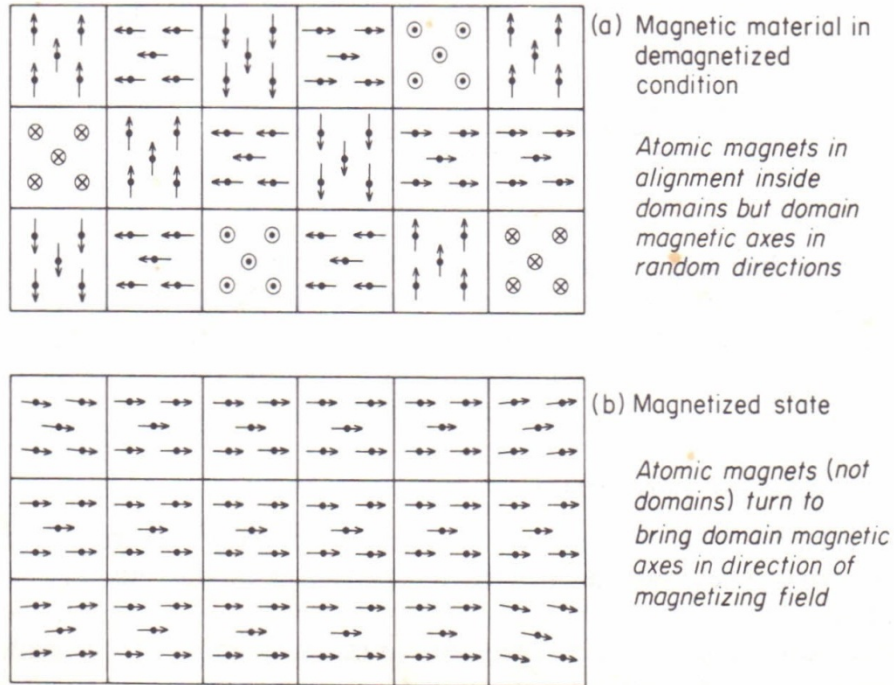 (a) Magnetic material in
demagnetized
condition
Atomic magnets in
alignment inside
domains but domain
magnetic axes in
random directions
(b) Magnetized state
Atomic magnets (not
domains) turn to
bring domain magnetic
axes in direction of
magnetizing field